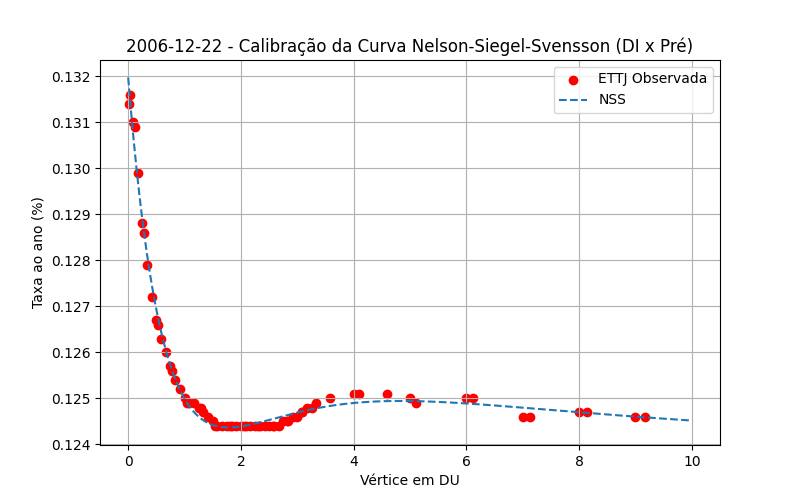 2006-12-22 - Calibração da Curva Nelson-Siegel-Svensson (DI x Pré)
ETTJ Observada
NSS
Taxa ao ano (%)
0.132
0.131
0.130
0.129
0.128
0.127
0.126
0.125
0.124
0 2 4 6 8 10
Vértice em DU